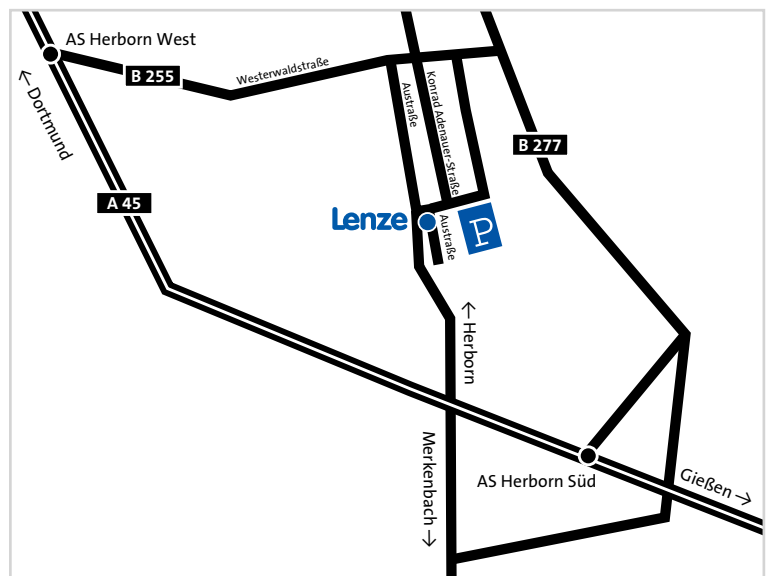 AS Herborn West
B 255
Westerwaldstraße
← Dortmund
Austraße
Konrad Adenauer-Straße
B 277
A 45
Lenze
P
Austraße
← Herborn
Merkenbach →
AS Herborn Süd
Gießen →